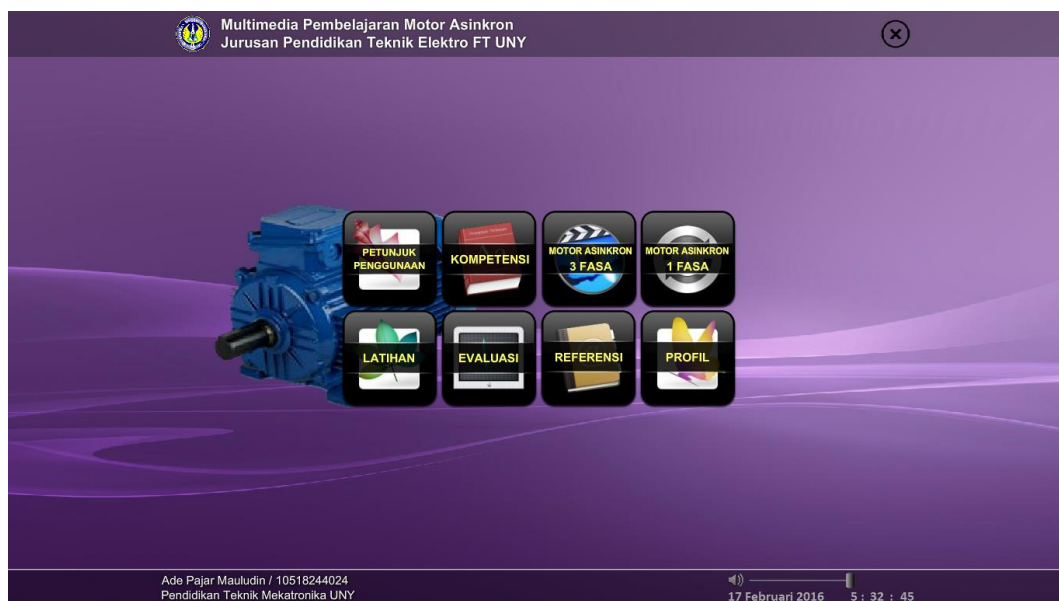 Multimedia Pembelajaran Motor Asinkron
Jurusan Pendidikan Teknik Elektro FT UNY
PETUNJUK
PENGGUNAAN
KOMPETENSI
MOTOR ASINKRON
3 FASA
MOTOR ASINKRON
1 FASA
LATIHAN
EVALUASI
REFERENSI
PROFIL
Ade Pajar Mauludin / 10518244024
Pendidikan Teknik Mekatronika UNY
17 Februari 2016 5 : 32 : 45